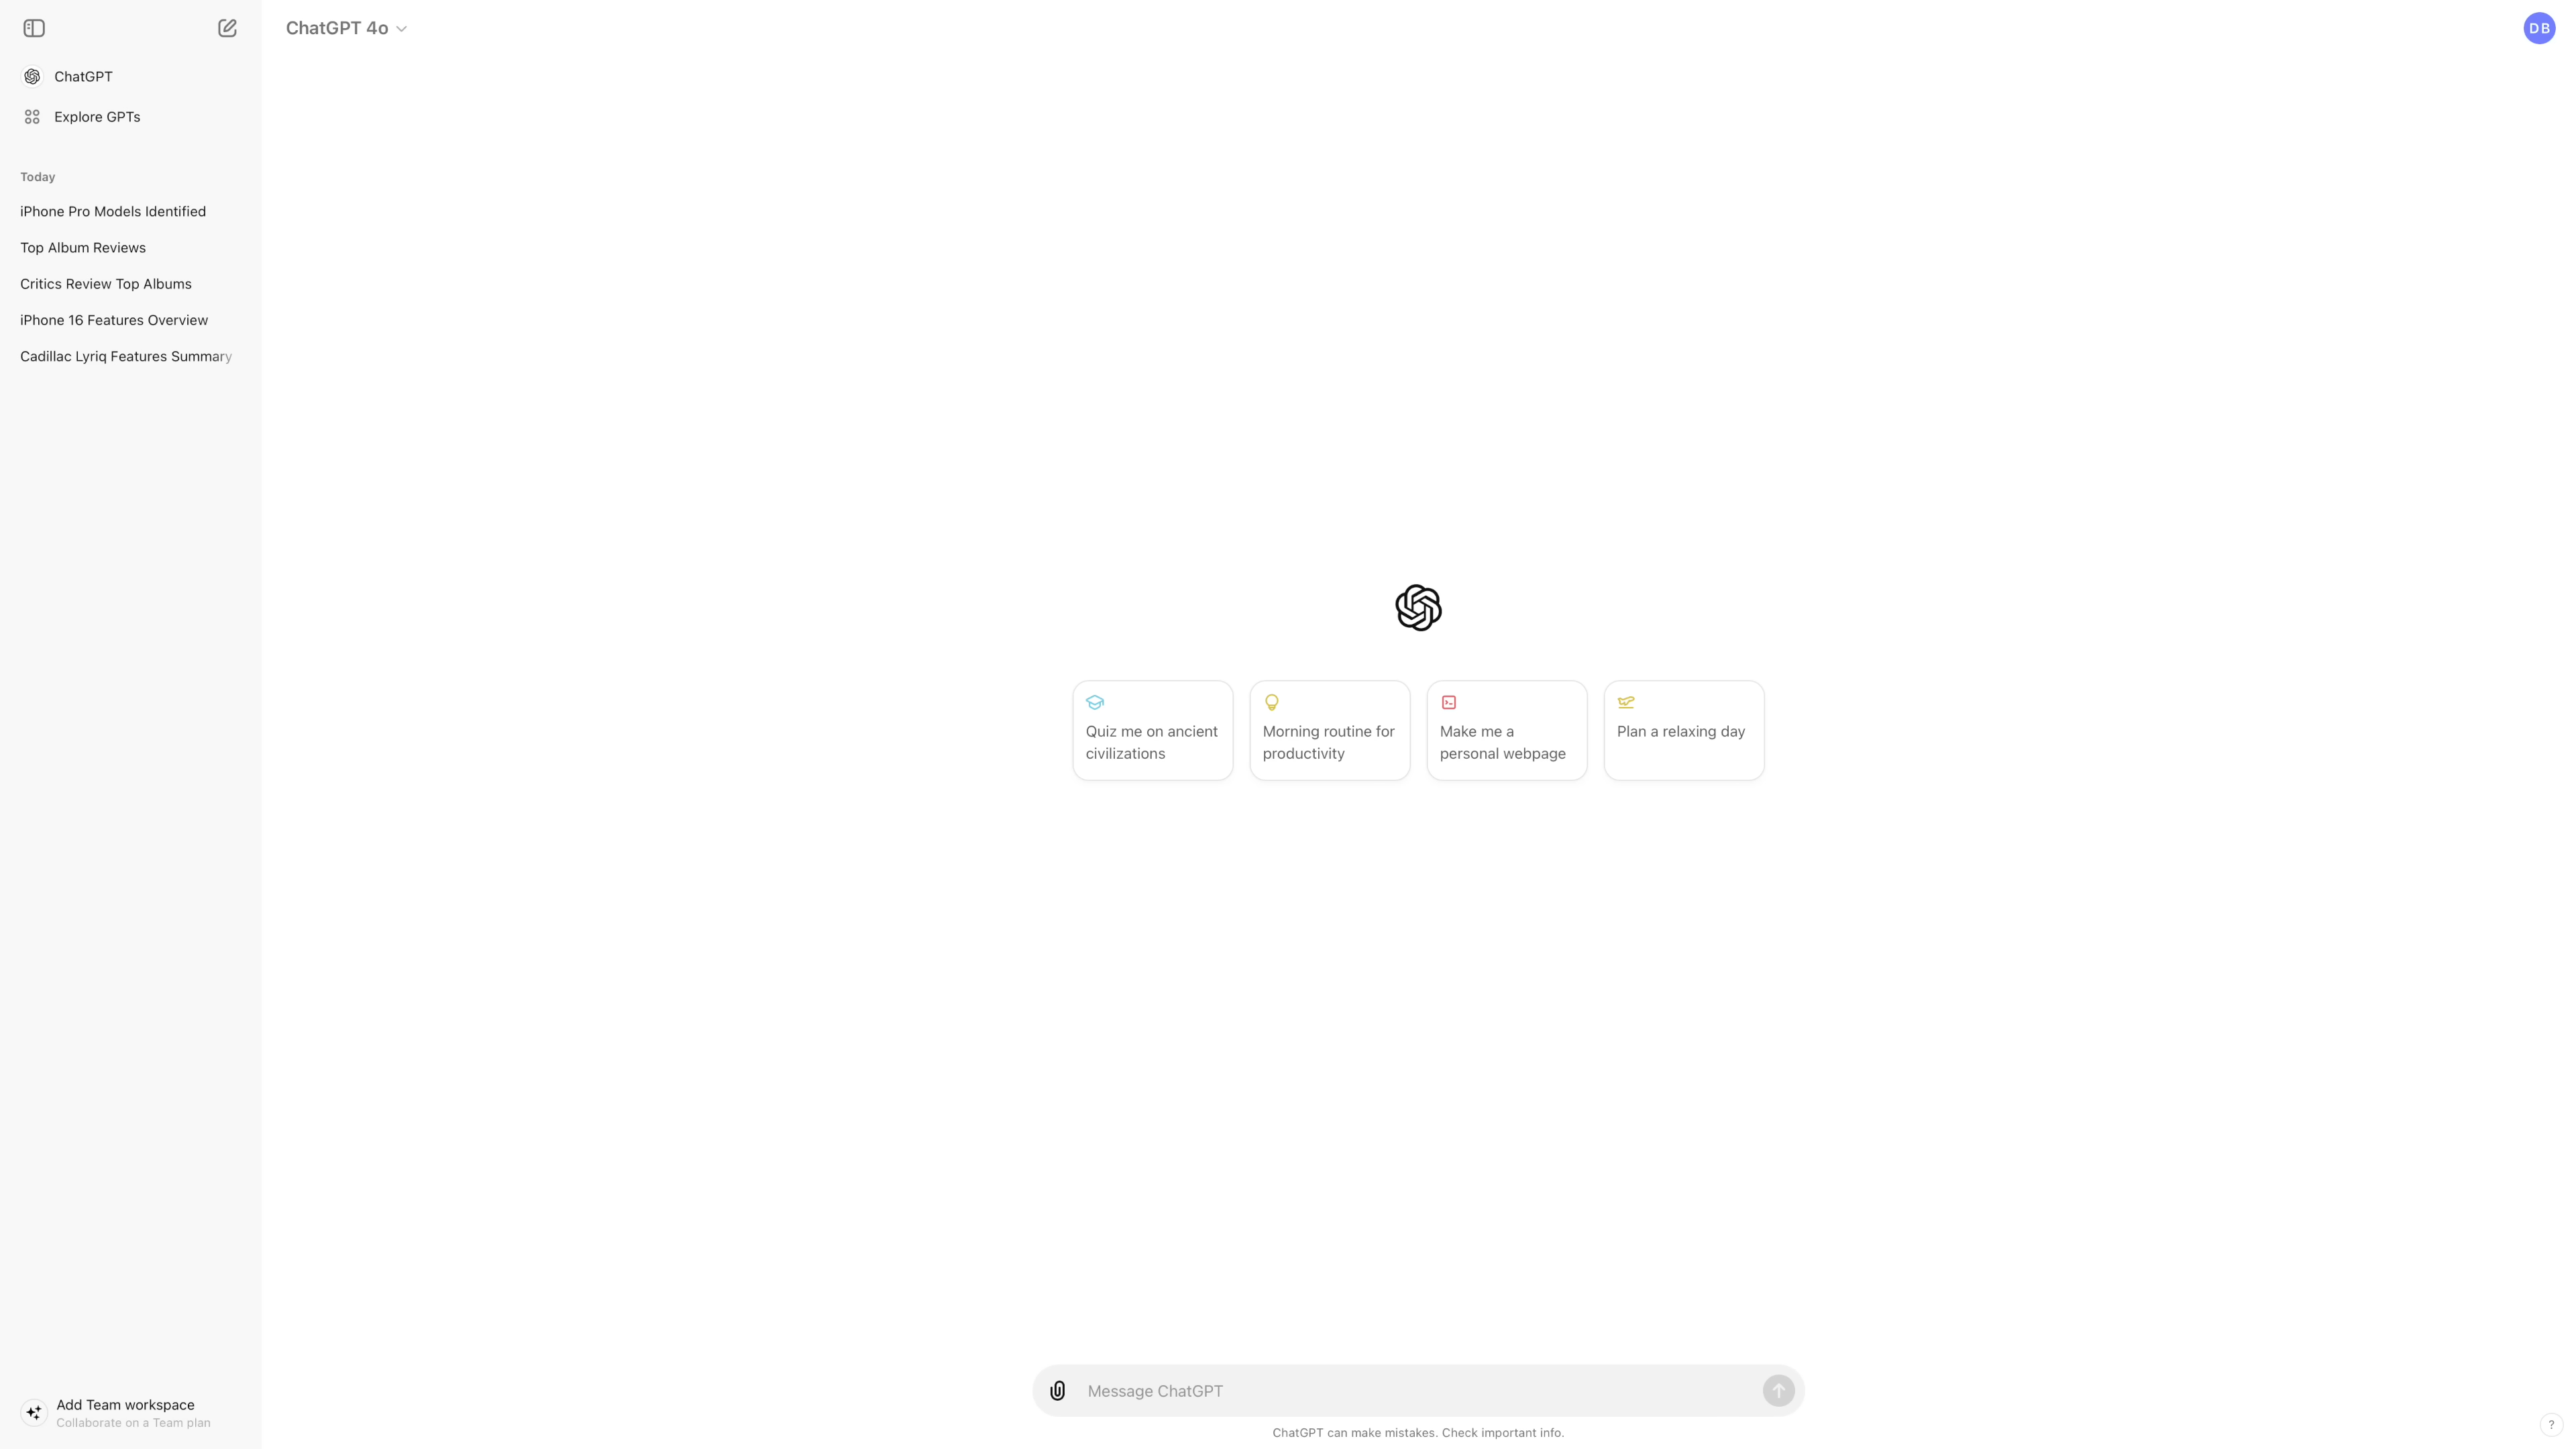 ChatGPT 4o
DB
ChatGPT
Explore GPTs
Today
iPhone Pro Models Identified
Top Album Reviews
Critics Review Top Albums
iPhone 16 Features Overview
Cadillac Lyriq Features Summary
Quiz me on ancient
civilizations
Morning routine for
productivity
Make me a
personal webpage
Plan a relaxing day
Add Team workspace
Collaborate on a Team plan
Message ChatGPT
ChatGPT can make mistakes. Check important info.
?